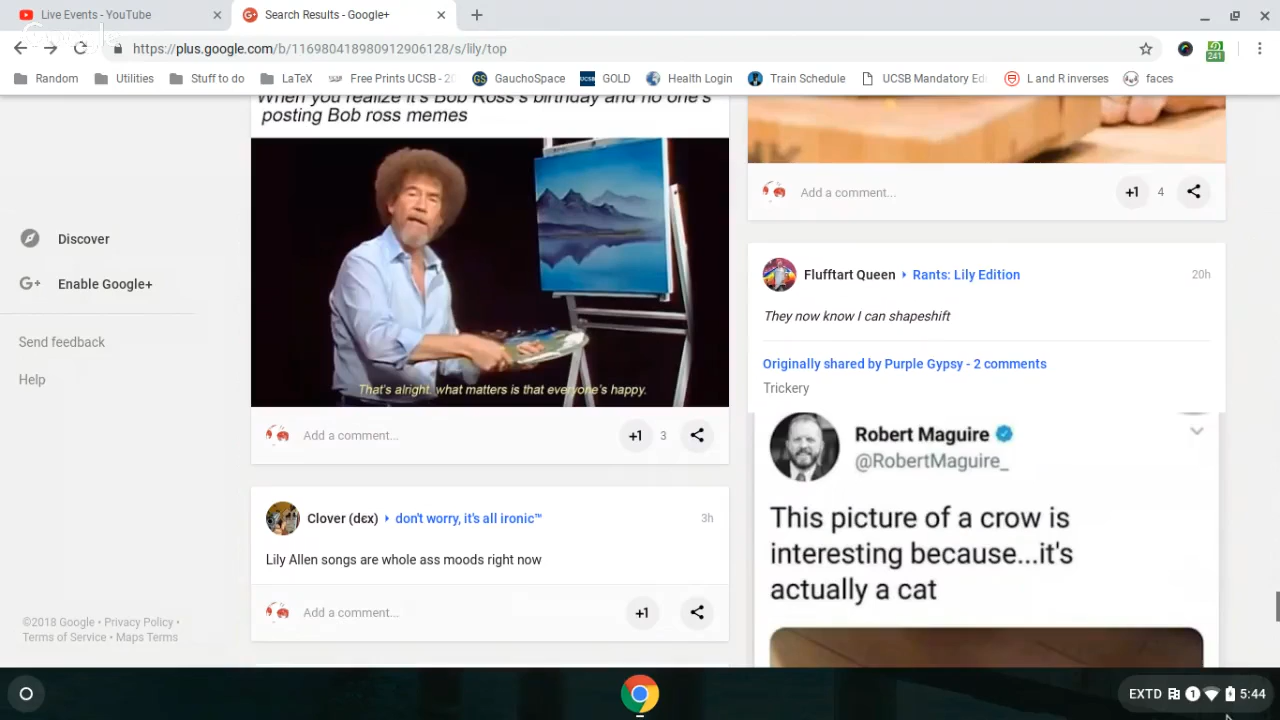 Live Events - YouTube
Search Results - Google+
Google+
https://plus.google.com/b/116980418980912906128/s/lily/top
241
Random
Utilities
Stuff to do
LaTeX
Free Prints UCSB - 20
GS
GauchoSpace
UCSB
GOLD
Health Login
Train Schedule
UCSB Mandatory Ed
L and R inverses
faces
When you realize it's Bob Ross's birthday and no one's
posting Bob ross memes
That's alright. what matters is that everyone's happy.
Add a comment...
+1 3
Clover (dєx) don't worry, it's all ironic™
3h
Lily Allen songs are whole ass moods right now
Add a comment...
+1
Add a comment...
+1 4
Flufftart Queen Rants: Lily Edition
20h
They now know I can shapeshift
Originally shared by Purple Gypsy - 2 comments
Trickery
Robert Maguire
@RobertMaguire_
This picture of a crow is
interesting because...it's
actually a cat
Discover
G+ Enable Google+
Send feedback
Help
©2018 Google • Privacy Policy •
Terms of Service • Maps Terms
EXTD 1 5:44